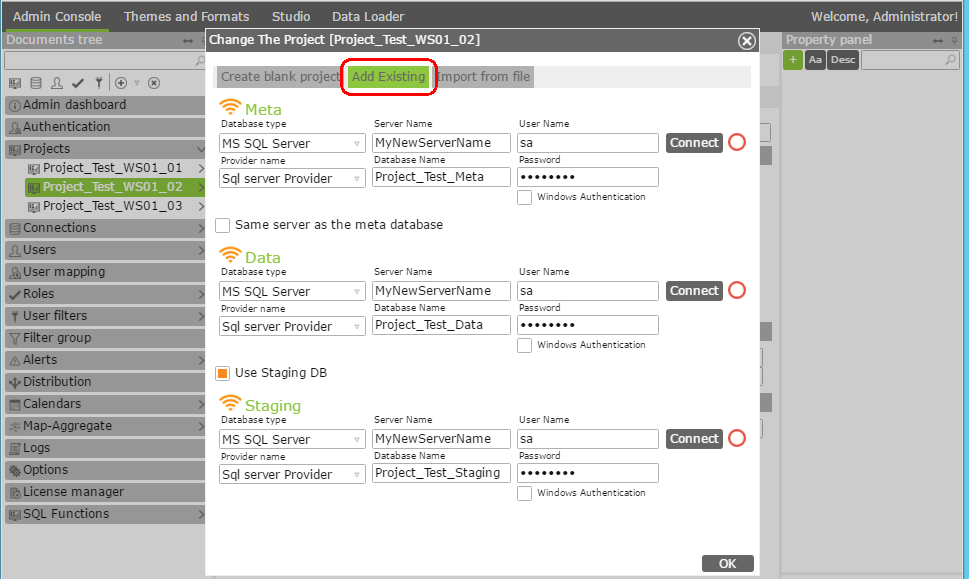 Admin Console Themes and Formats Studio Data Loader Welcome, Administrator!
Documents tree
Change The Project [Project_Test_WS01_02]
Property panel
+ Aa Desc
Create blank project Add Existing Import from file
Admin dashboard
Authentication
Projects
Project_Test_WS01_01
Project_Test_WS01_02
Project_Test_WS01_03
Connections
Users
User mapping
Roles
User filters
Filter group
Alerts
Distribution
Calendars
Map-Aggregate
Logs
Options
License manager
SQL Functions
Meta
Database type Server Name User Name
MS SQL Server MyNewServerName sa Connect
Provider name Database Name Password
Sql server Provider Project_Test_Meta ••••••••
Windows Authentication
Same server as the meta database
Data
Database type Server Name User Name
MS SQL Server MyNewServerName sa Connect
Provider name Database Name Password
Sql server Provider Project_Test_Data ••••••••
Windows Authentication
Use Staging DB
Staging
Database type Server Name User Name
MS SQL Server MyNewServerName sa Connect
Provider name Database Name Password
Sql server Provider Project_Test_Staging ••••••••
Windows Authentication
OK